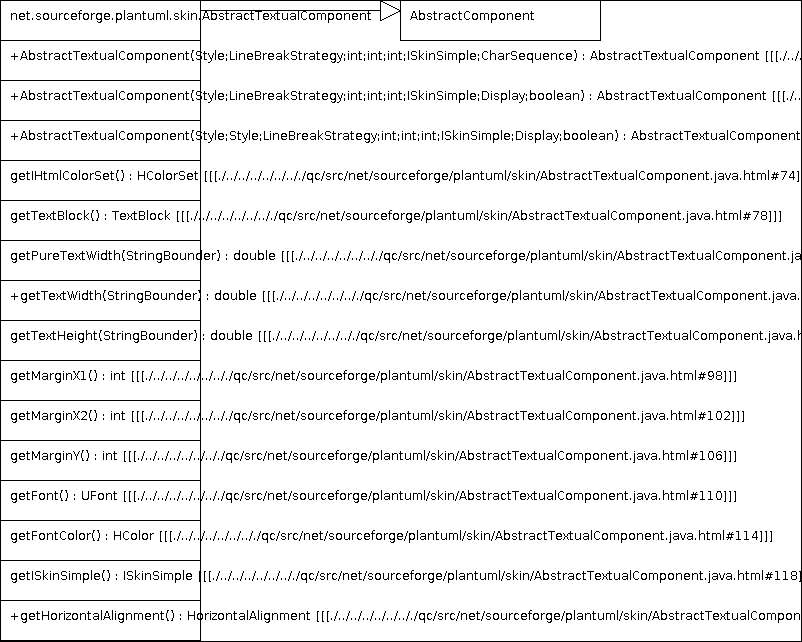 net.sourceforge.plantuml.skin.AbstractTextualComponent
AbstractComponent
+AbstractTextualComponent(Style;LineBreakStrategy;int;int;int;ISkinSimple;CharSequence) : AbstractTextualComponent [[[./../.
+AbstractTextualComponent(Style;LineBreakStrategy;int;int;int;ISkinSimple;Display;boolean) : AbstractTextualComponent [[[./..
+AbstractTextualComponent(Style;Style;LineBreakStrategy;int;int;int;ISkinSimple;Display;boolean) : AbstractTextualComponent
getIHtmlColorSet() : HColorSet [[[./../../../../../../../qc/src/net/sourceforge/plantuml/skin/AbstractTextualComponent.java.html#74]
getTextBlock() : TextBlock [[[./../../../../../../../qc/src/net/sourceforge/plantuml/skin/AbstractTextualComponent.java.html#78]]]
getPureTextWidth(StringBounder) : double [[[./../../../../../../../qc/src/net/sourceforge/plantuml/skin/AbstractTextualComponent.ja
+getTextWidth(StringBounder) : double [[[./../../../../../../../qc/src/net/sourceforge/plantuml/skin/AbstractTextualComponent.java.
getTextHeight(StringBounder) : double [[[./../../../../../../../qc/src/net/sourceforge/plantuml/skin/AbstractTextualComponent.java.h
getMarginX1() : int [[[./../../../../../../../qc/src/net/sourceforge/plantuml/skin/AbstractTextualComponent.java.html#98]]]
getMarginX2() : int [[[./../../../../../../../qc/src/net/sourceforge/plantuml/skin/AbstractTextualComponent.java.html#102]]]
getMarginY() : int [[[./../../../../../../../qc/src/net/sourceforge/plantuml/skin/AbstractTextualComponent.java.html#106]]]
getFont() : UFont [[[./../../../../../../../qc/src/net/sourceforge/plantuml/skin/AbstractTextualComponent.java.html#110]]]
getFontColor() : HColor [[[./../../../../../../../qc/src/net/sourceforge/plantuml/skin/AbstractTextualComponent.java.html#114]]]
getISkinSimple() : ISkinSimple [[[./../../../../../../../qc/src/net/sourceforge/plantuml/skin/AbstractTextualComponent.java.html#118]
+getHorizontalAlignment() : HorizontalAlignment [[[./../../../../../../../qc/src/net/sourceforge/plantuml/skin/AbstractTextualCompon